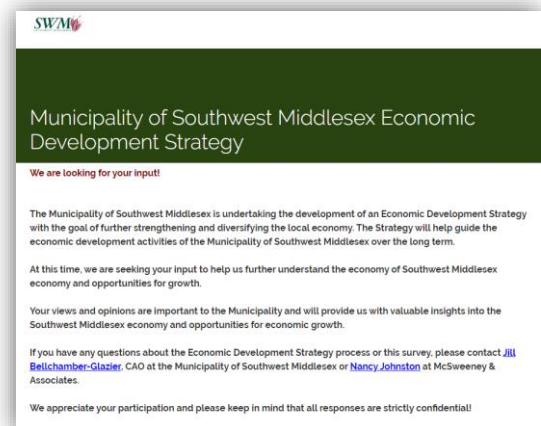 SWM
Municipality of Southwest Middlesex Economic
Development Strategy
We are looking for your input!
The Municipality of Southwest Middlesex is undertaking the development of an Economic Development Strategy
with the goal of further strengthening and diversifying the local economy. The Strategy will help guide the
economic development activities of the Municipality of Southwest Middlesex over the long term.
At this time, we are seeking your input to help us further understand the economy of Southwest Middlesex
economy and opportunities for growth.
Your views and opinions are important to the Municipality and will provide us with valuable insights into the
Southwest Middlesex economy and opportunities for economic growth.
If you have any questions about the Economic Development Strategy process or this survey, please contact Jill
Bellchamber-Glazier, CAO at the Municipality of Southwest Middlesex or Nancy Johnston at McSweeney &
Associates.
We appreciate your participation and please keep in mind that all responses are strictly confidential!